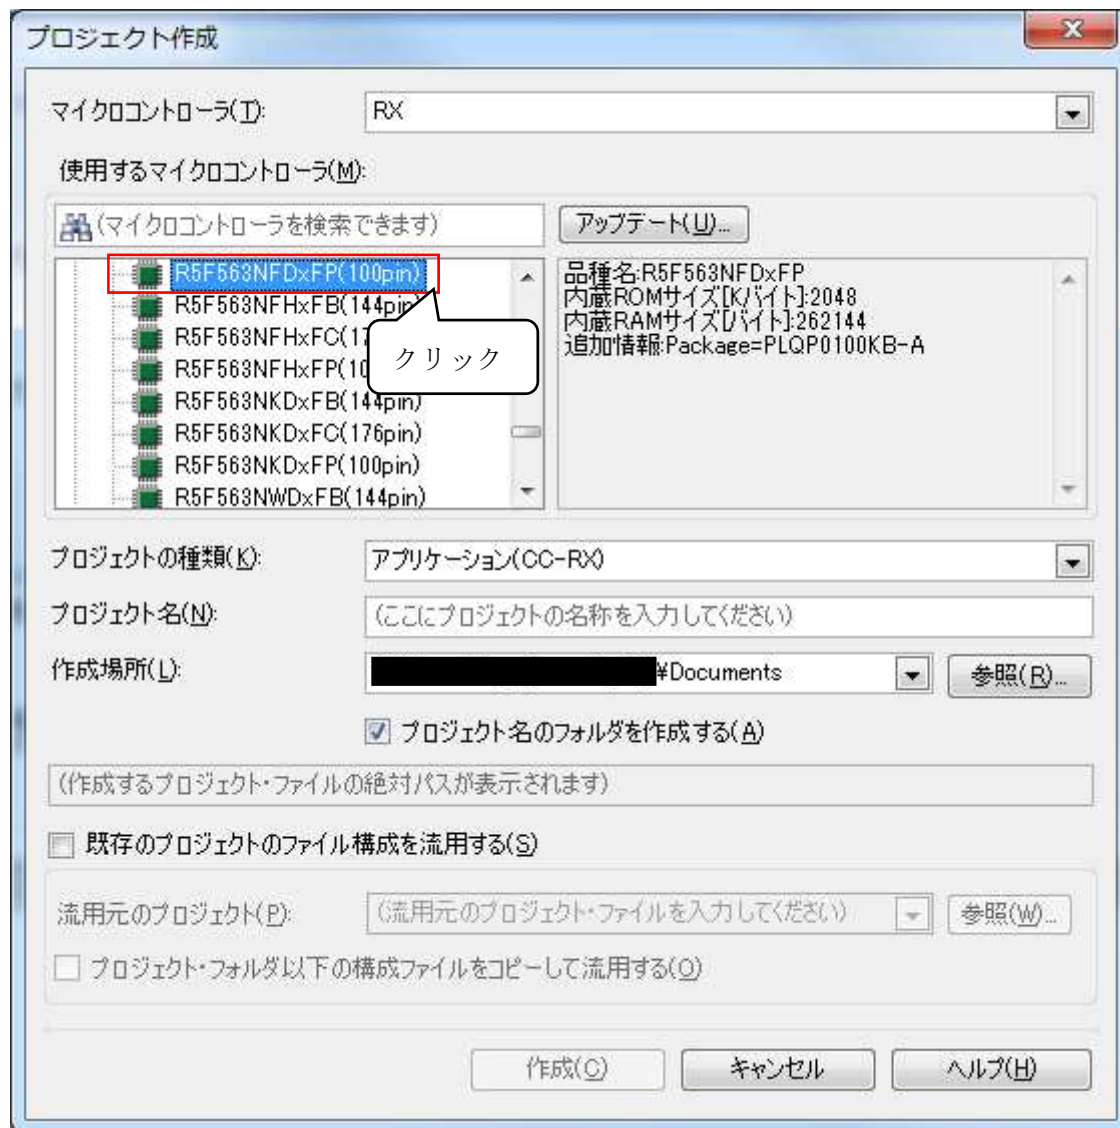 プロジェクト作成
マイクロコントローラ(T): RX
使用するマイクロコントローラ(M):
(マイクロコントローラを検索できます) アップデート(U)...
R5F563NFDxFP(100pin)
R5F563NFHxFB(144pin)
R5F563NFHxFC(17
R5F563NFHxFP(10
R5F563NKDxFB(144pin)
R5F563NKDxFC(176pin)
R5F563NKDxFP(100pin)
R5F563NWDxFB(144pin)
クリック
品種名:R5F563NFDxFP
内蔵ROMサイズ[Kバイト]:2048
内蔵RAMサイズ[バイト]:262144
追加情報:Package=PLQP0100KB-A
プロジェクトの種類(K): アプリケーション(CC-RX)
プロジェクト名(N): (ここにプロジェクトの名称を入力してください)
作成場所(L): ¥Documents 参照(R)...
プロジェクト名のフォルダを作成する(A)
(作成するプロジェクト・ファイルの絶対パスが表示されます)
既存のプロジェクトのファイル構成を流用する(S)
流用元のプロジェクト(P): (流用元のプロジェクト・ファイルを入力してください) 参照(W)...
プロジェクト・フォルダ以下の構成ファイルをコピーして流用する(O)
作成(C) キャンセル ヘルプ(H)